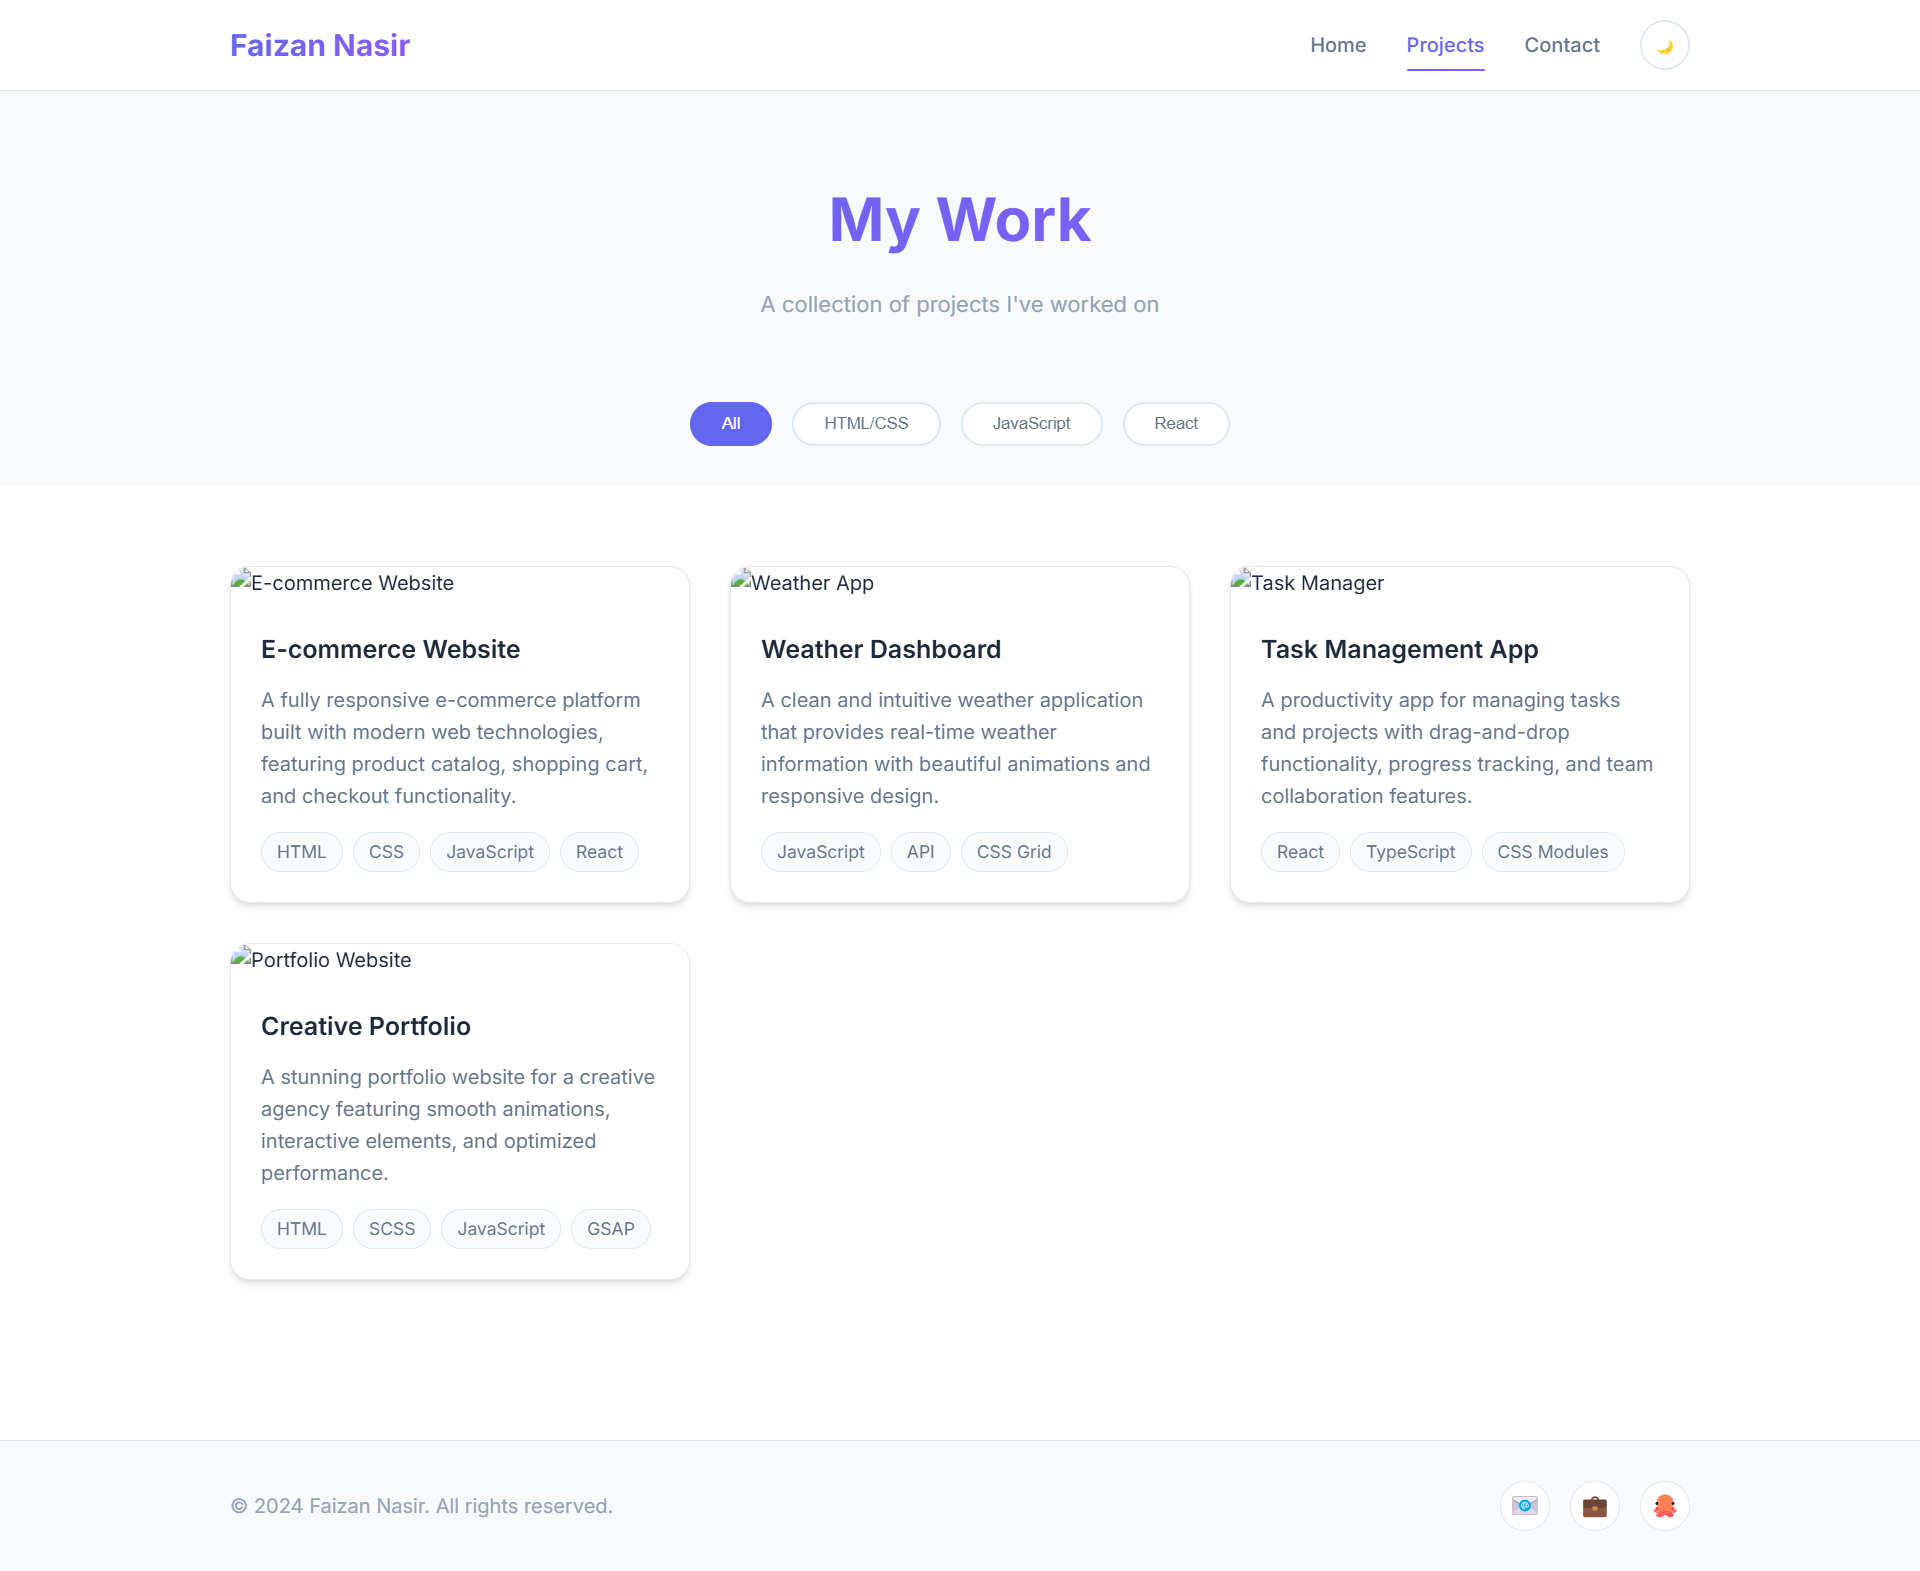 Faizan Nasir
Home
Projects
Contact
My Work
A collection of projects I've worked on
All
HTML/CSS
JavaScript
React
E-commerce Website
E-commerce Website
A fully responsive e-commerce platform
built with modern web technologies,
featuring product catalog, shopping cart,
and checkout functionality.
HTML
CSS
JavaScript
React
Weather App
Weather Dashboard
A clean and intuitive weather application
that provides real-time weather
information with beautiful animations and
responsive design.
JavaScript
API
CSS Grid
Task Manager
Task Management App
A productivity app for managing tasks
and projects with drag-and-drop
functionality, progress tracking, and team
collaboration features.
React
TypeScript
CSS Modules
Portfolio Website
Creative Portfolio
A stunning portfolio website for a creative
agency featuring smooth animations,
interactive elements, and optimized
performance.
HTML
SCSS
JavaScript
GSAP
© 2024 Faizan Nasir. All rights reserved.